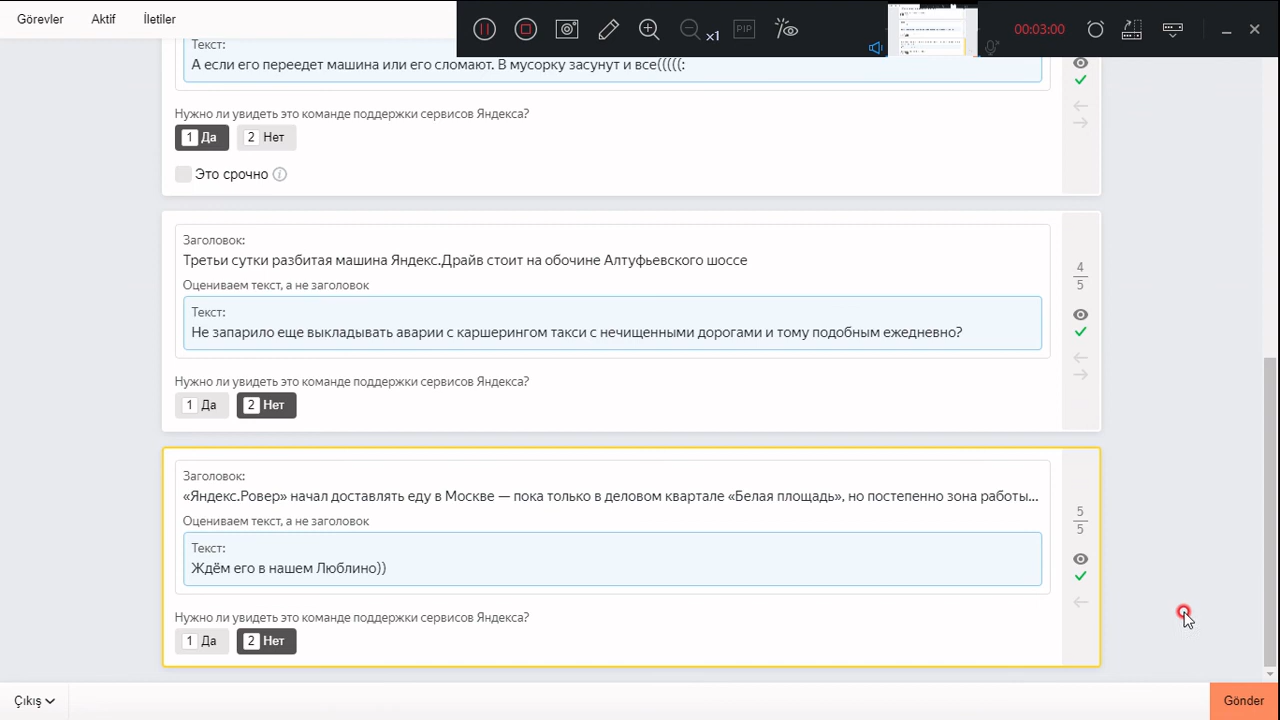 Görevler Aktif İletiler
x1 PIP 00:03:00
Текст:
А если его переедет машина или его сломают. В мусорку засунут и все(((((:
Нужно ли увидеть это команде поддержки сервисов Яндекса?
1 Да 2 Нет
Это срочно
Заголовок:
Третьи сутки разбитая машина Яндекс.Драйв стоит на обочине Алтуфьевского шоссе
Оцениваем текст, а не заголовок
Текст:
Не запарило еще выкладывать аварии с каршерингом такси с нечищенными дорогами и тому подобным ежедневно?
4
5
Нужно ли увидеть это команде поддержки сервисов Яндекса?
1 Да 2 Нет
Заголовок:
«Яндекс.Ровер» начал доставлять еду в Москве — пока только в деловом квартале «Белая площадь», но постепенно зона работы...
Оцениваем текст, а не заголовок
Текст:
Ждём его в нашем Люблино))
5
5
Нужно ли увидеть это команде поддержки сервисов Яндекса?
1 Да 2 Нет
Çıkış Gönder